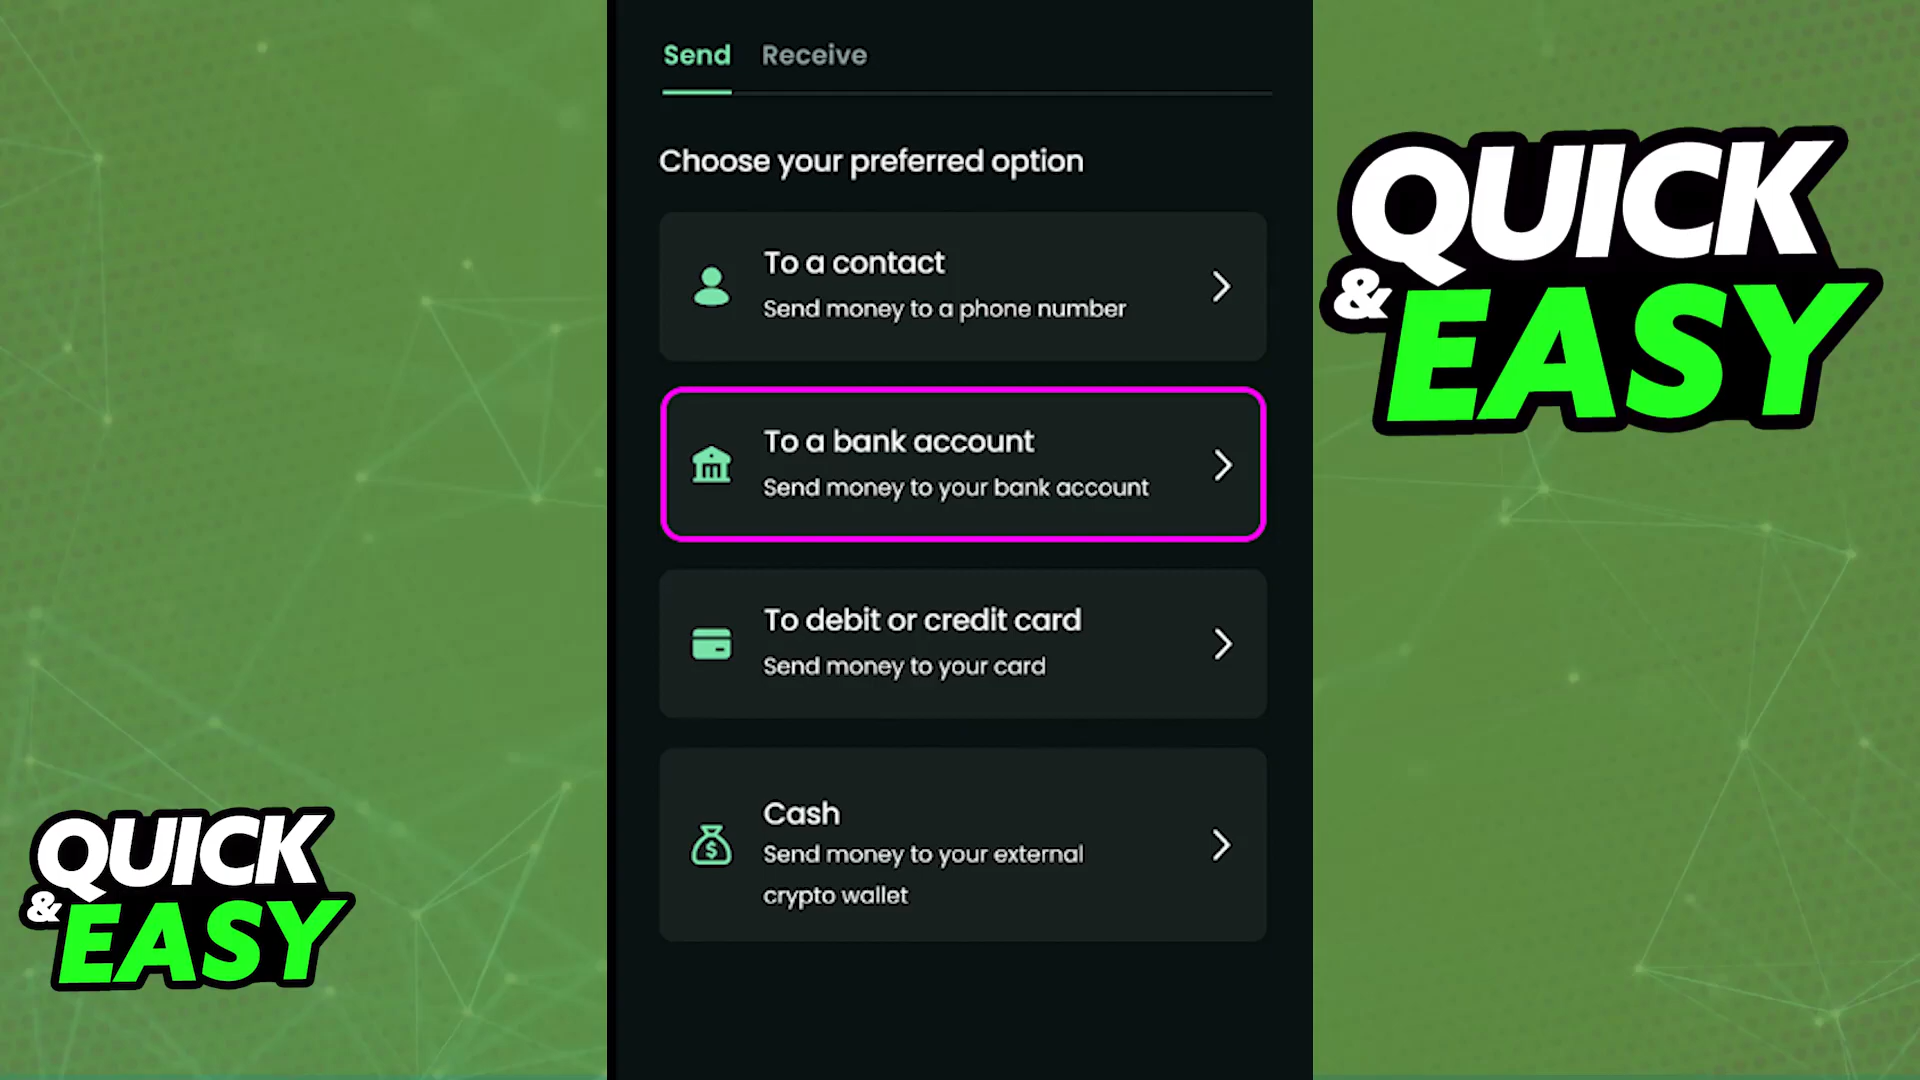 Send Receive
Choose your preferred option
To a contact
Send money to a phone number
To a bank account
Send money to your bank account
To debit or credit card
Send money to your card
Cash
Send money to your external
crypto wallet
QUICK
& EASY
QUICK
& EASY